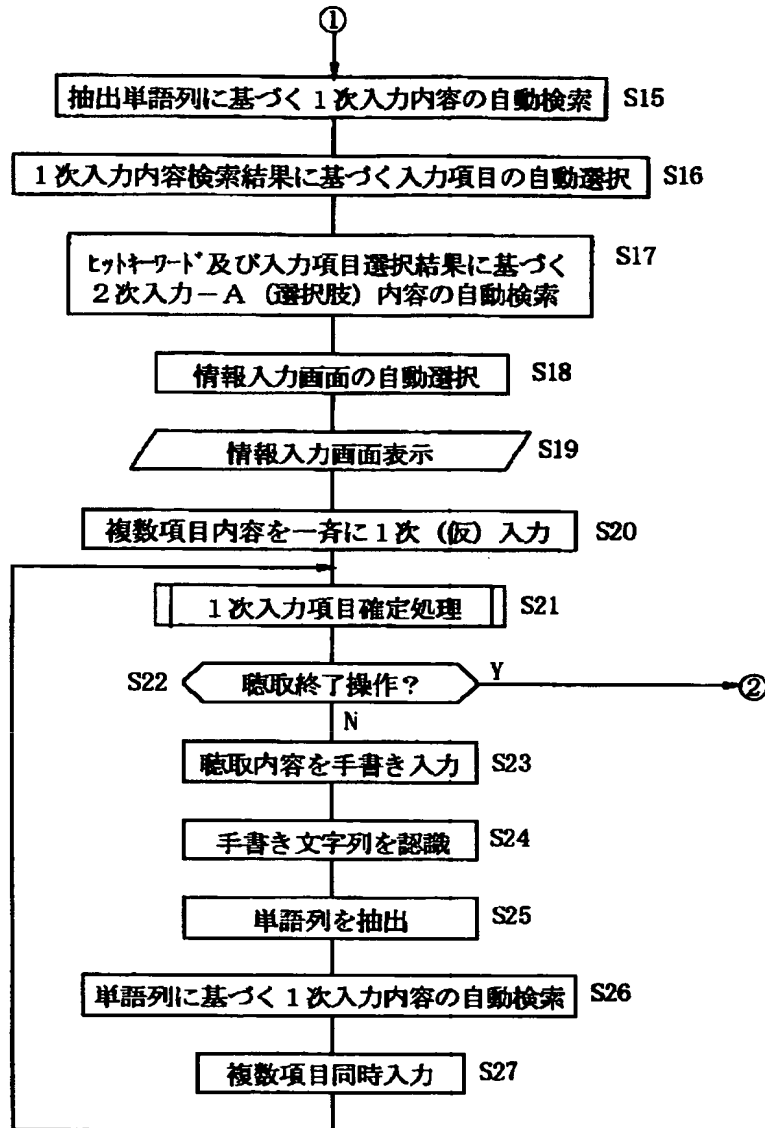 ①
抽出単語列に基づく1次入力内容の自動検索 S15
1次入力内容検索結果に基づく入力項目の自動選択 S16
ﾋｯﾄｷｰﾜｰﾄﾞ及び入力項目選択結果に基づく S17
2次入力－A（選択肢）内容の自動検索
情報入力画面の自動選択 S18
情報入力画面表示 S19
複数項目内容を一斉に1次（仮）入力 S20
1次入力項目確定処理 S21
S22 聴取終了操作？ Y ②
N
聴取内容を手書き入力 S23
手書き文字列を認識 S24
単語列を抽出 S25
単語列に基づく1次入力内容の自動検索 S26
複数項目同時入力 S27